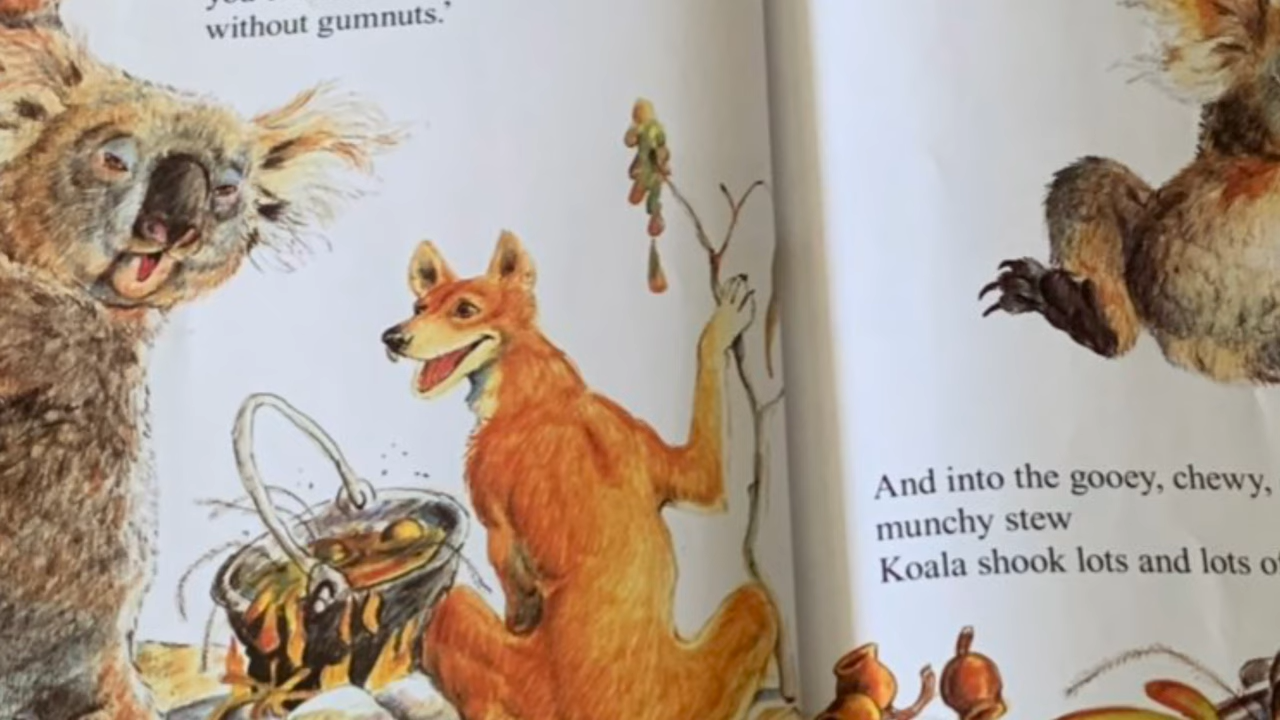 without gumnuts.'
And into the gooey, chewy,
munchy stew
Koala shook lots and lots